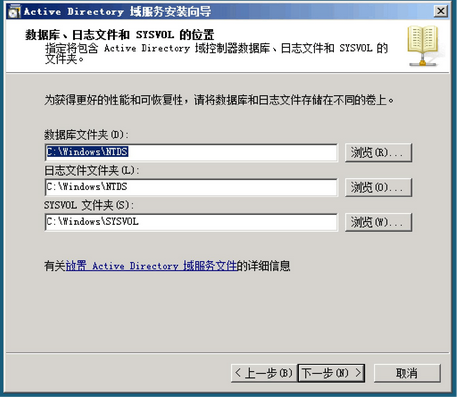 Active Directory 域服务安装向导
数据库、日志文件和 SYSVOL 的位置
指定将包含 Active Directory 域控制器数据库、日志文件和 SYSVOL 的
文件夹。
为获得更好的性能和可恢复性，请将数据库和日志文件存储在不同的卷上。
数据库文件夹(D):
C:\Windows\NTDS
浏览(R)...
日志文件文件夹(L):
C:\Windows\NTDS
浏览(O)...
SYSVOL 文件夹(S):
C:\Windows\SYSVOL
浏览(W)...
有关放置 Active Directory 域服务文件的详细信息
< 上一步(B) 下一步(N) > 取消